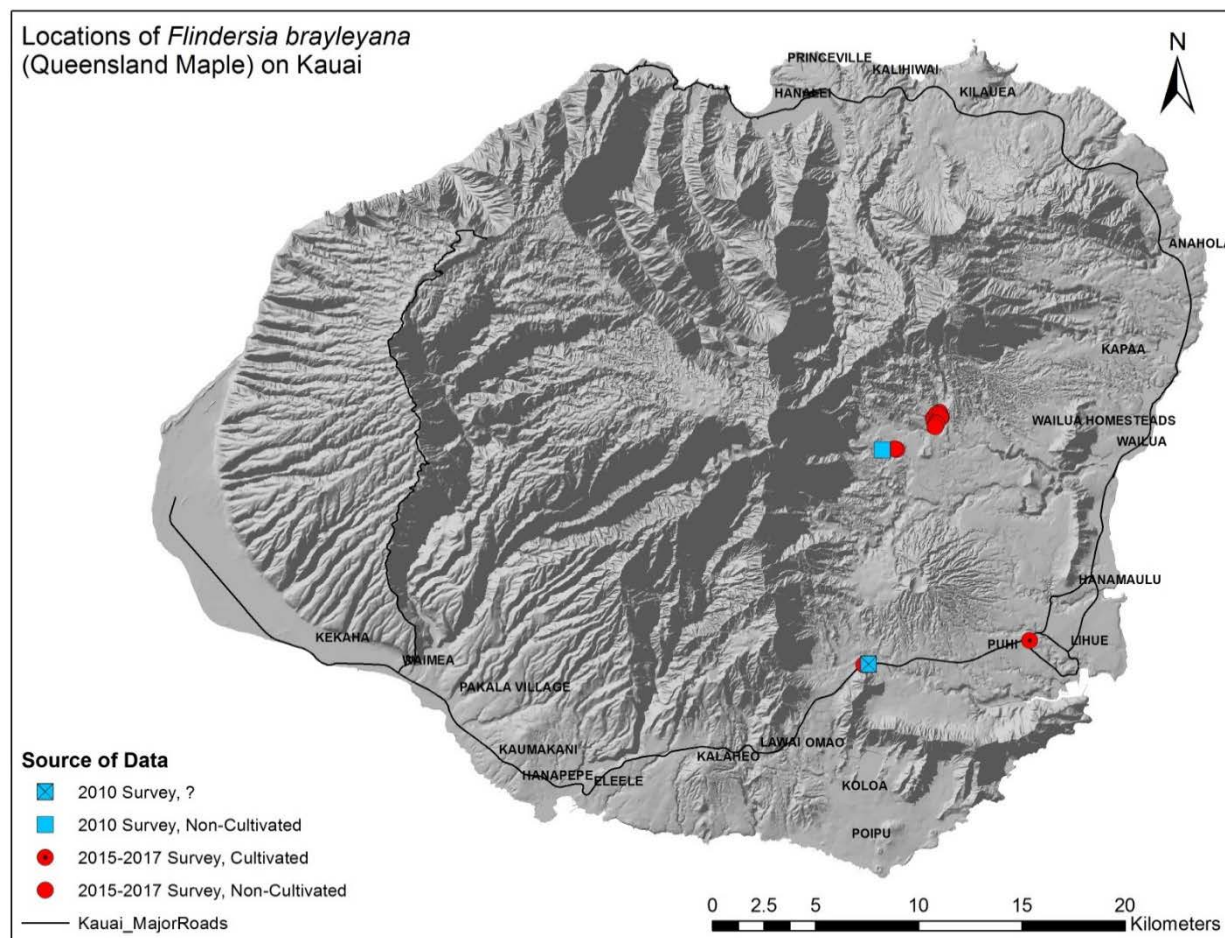 Locations of Flindersia brayleyana
(Queensland Maple) on Kauai
N
PRINCEVILLE
KALIHIWAI
HANALEI
KILAUEA
ANAHOLA
KAPAA
WAILUA HOMESTEADS
WAILUA
HANAMAULU
PUHI
LIHUE
KEKAHA
WAIMEA
PAKALA VILLAGE
KAUMAKANI
HANAPEPE
ELEELE
KALAHEO
LAWAI
OMAO
KOLOA
POIPU
Source of Data
2010 Survey, ?
2010 Survey, Non-Cultivated
2015-2017 Survey, Cultivated
2015-2017 Survey, Non-Cultivated
Kauai_MajorRoads
0 2.5 5 10 15 20
Kilometers